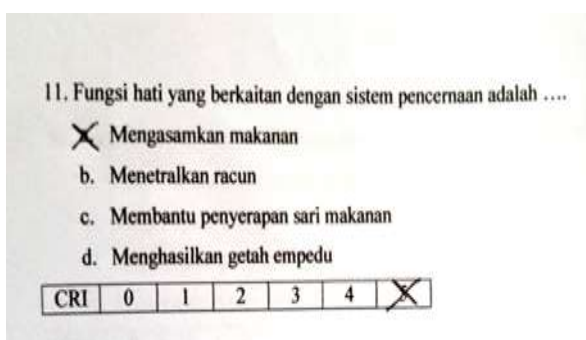 11. Fungsi hati yang berkaitan dengan sistem pencernaan adalah ....
Mengasamkan makanan
b. Menetralkan racun
c. Membantu penyerapan sari makanan
d. Menghasilkan getah empedu
CRI 0 1 2 3 4